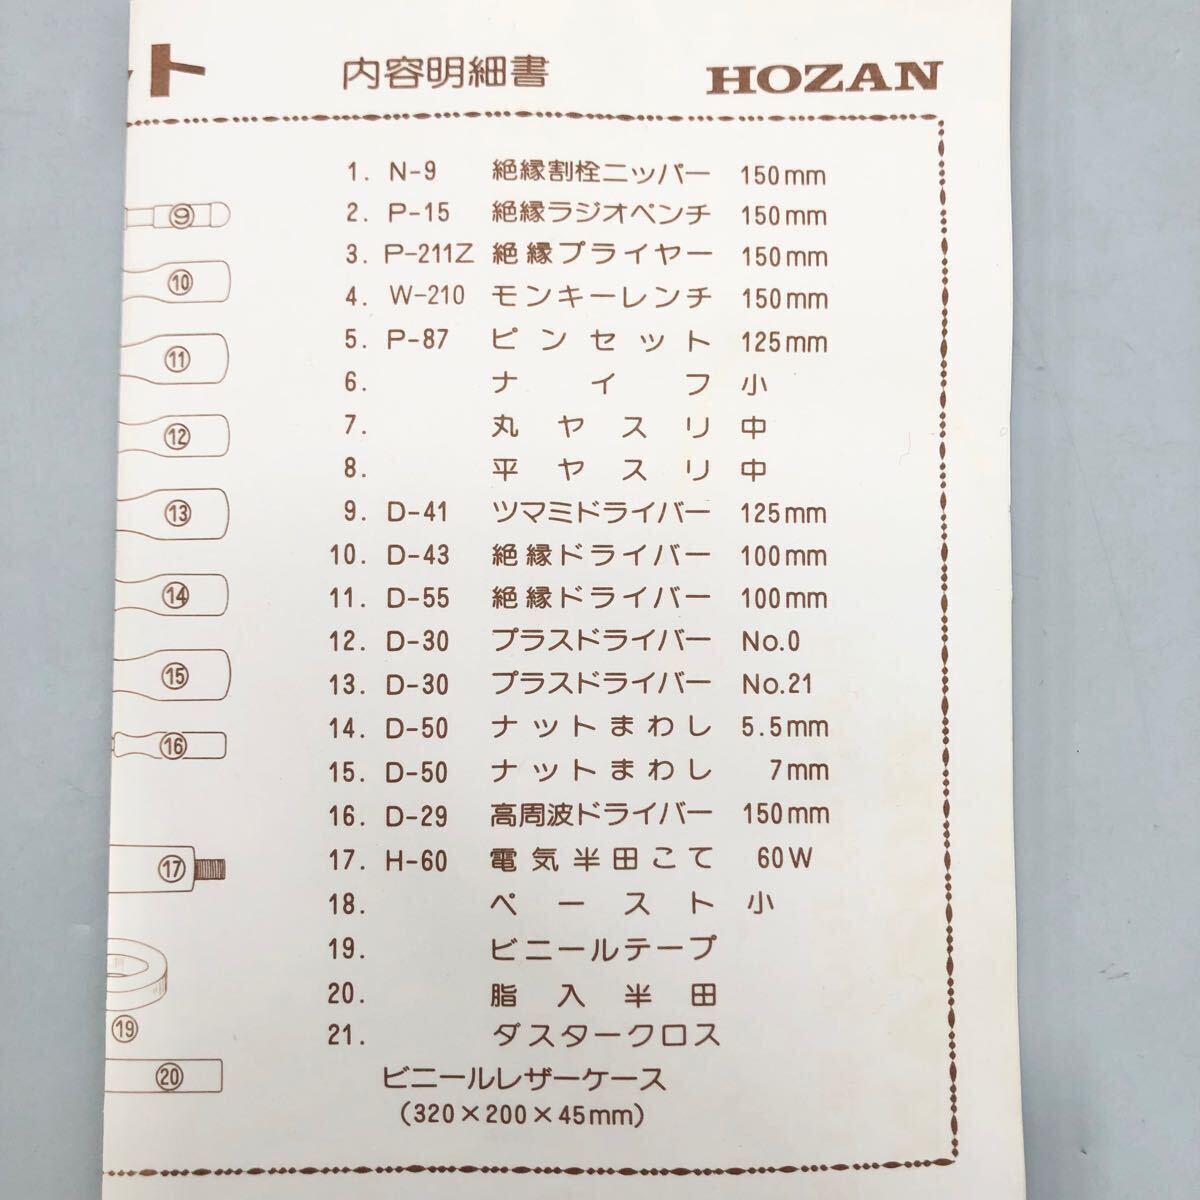 ト 内容明細書 HOZAN
1. N-9 絶縁割栓ニッパー 150mm
2. P-15 絶縁ラジオペンチ 150mm
3. P-211Z 絶縁プライヤー 150mm
4. W-210 モンキーレンチ 150mm
5. P-87 ピンセット 125mm
6. ナイフ 小
7. 丸ヤスリ 中
8. 平ヤスリ 中
9. D-41 ツマミドライバー 125mm
10. D-43 絶縁ドライバー 100mm
11. D-55 絶縁ドライバー 100mm
12. D-30 プラスドライバー No.0
13. D-30 プラスドライバー No.21
14. D-50 ナットまわし 5.5mm
15. D-50 ナットまわし 7mm
16. D-29 高周波ドライバー 150mm
17. H-60 電気半田こて 60W
18. ペースト 小
19. ビニールテープ
20. 脂入半田
21. ダスタークロス
ビニールレザーケース
(320×200×45mm)
⑨
⑩
⑪
⑫
⑬
⑭
⑮
⑯
⑰
⑲
⑳